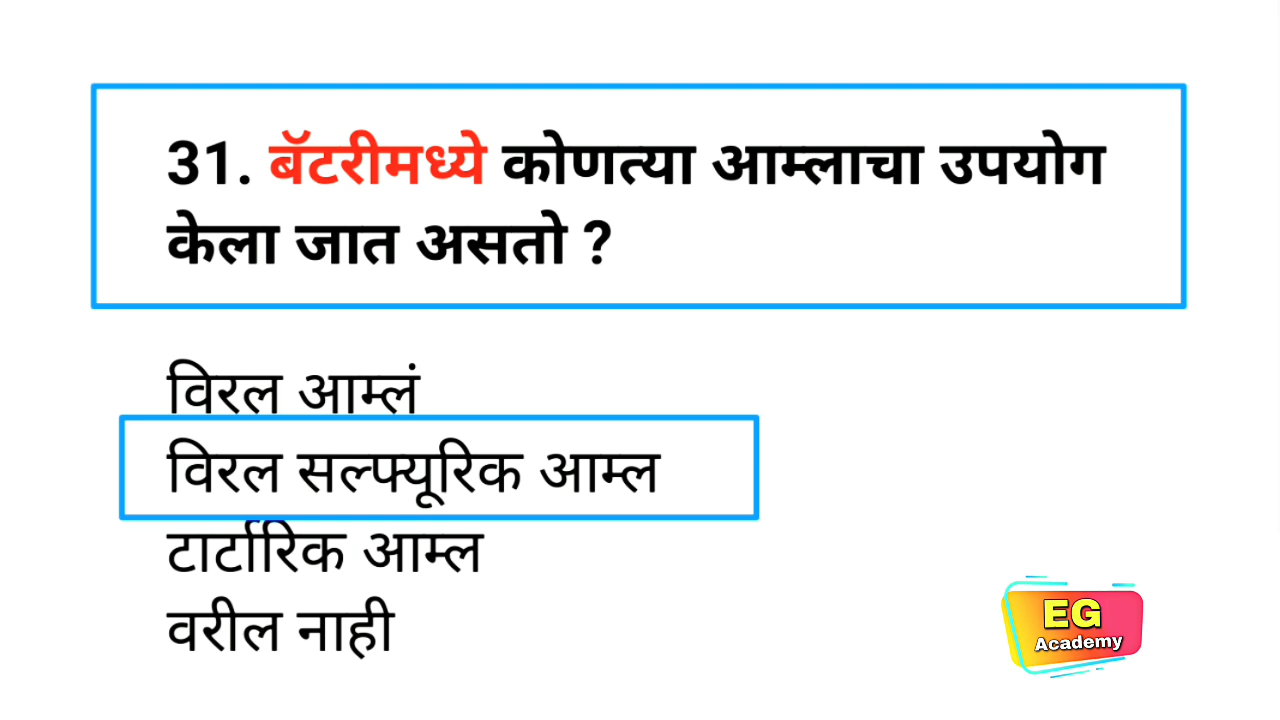 31. बॅटरीमध्ये कोणत्या आम्लाचा उपयोग
केला जात असतो ?
विरल आम्लं
विरल सल्फ्यूरिक आम्ल
टार्टारिक आम्ल
वरील नाही
EG
Academy